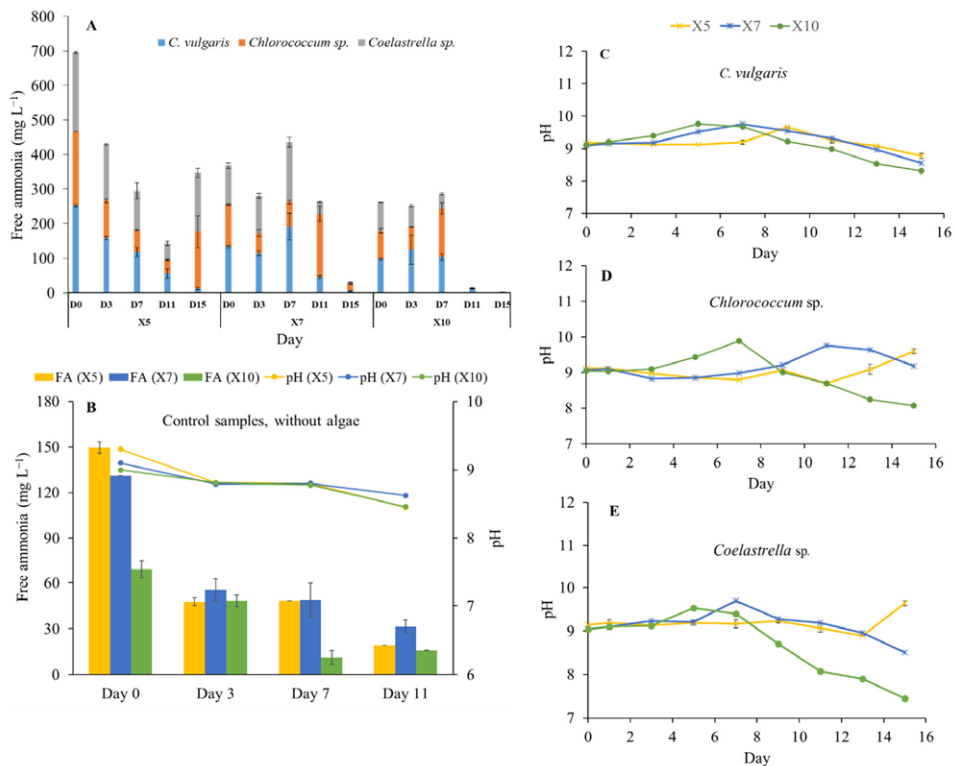 A
C. vulgaris Chlorococcum sp. Coelastrella sp.
Free ammonia (mg L⁻¹)
800
700
600
500
400
300
200
100
0
D0 D3 D7 D11 D15 D0 D3 D7 D11 D15 D0 D3 D7 D11 D15
X5 X7 X10
Day
FA (X5) FA (X7) FA (X10) pH (X5) pH (X7) pH (X10)
B
Control samples, without algae
Free ammonia (mg L⁻¹)
180
150
120
90
60
30
0
10
9
8
7
6
pH
Day 0 Day 3 Day 7 Day 11
X5 X7 X10
C
C. vulgaris
pH
12
11
10
9
8
7
0 2 4 6 8 10 12 14 16
Day
D
Chlorococcum sp.
pH
12
11
10
9
8
7
0 2 4 6 8 10 12 14 16
Day
E
Coelastrella sp.
pH
12
11
10
9
8
7
0 2 4 6 8 10 12 14 16
Day